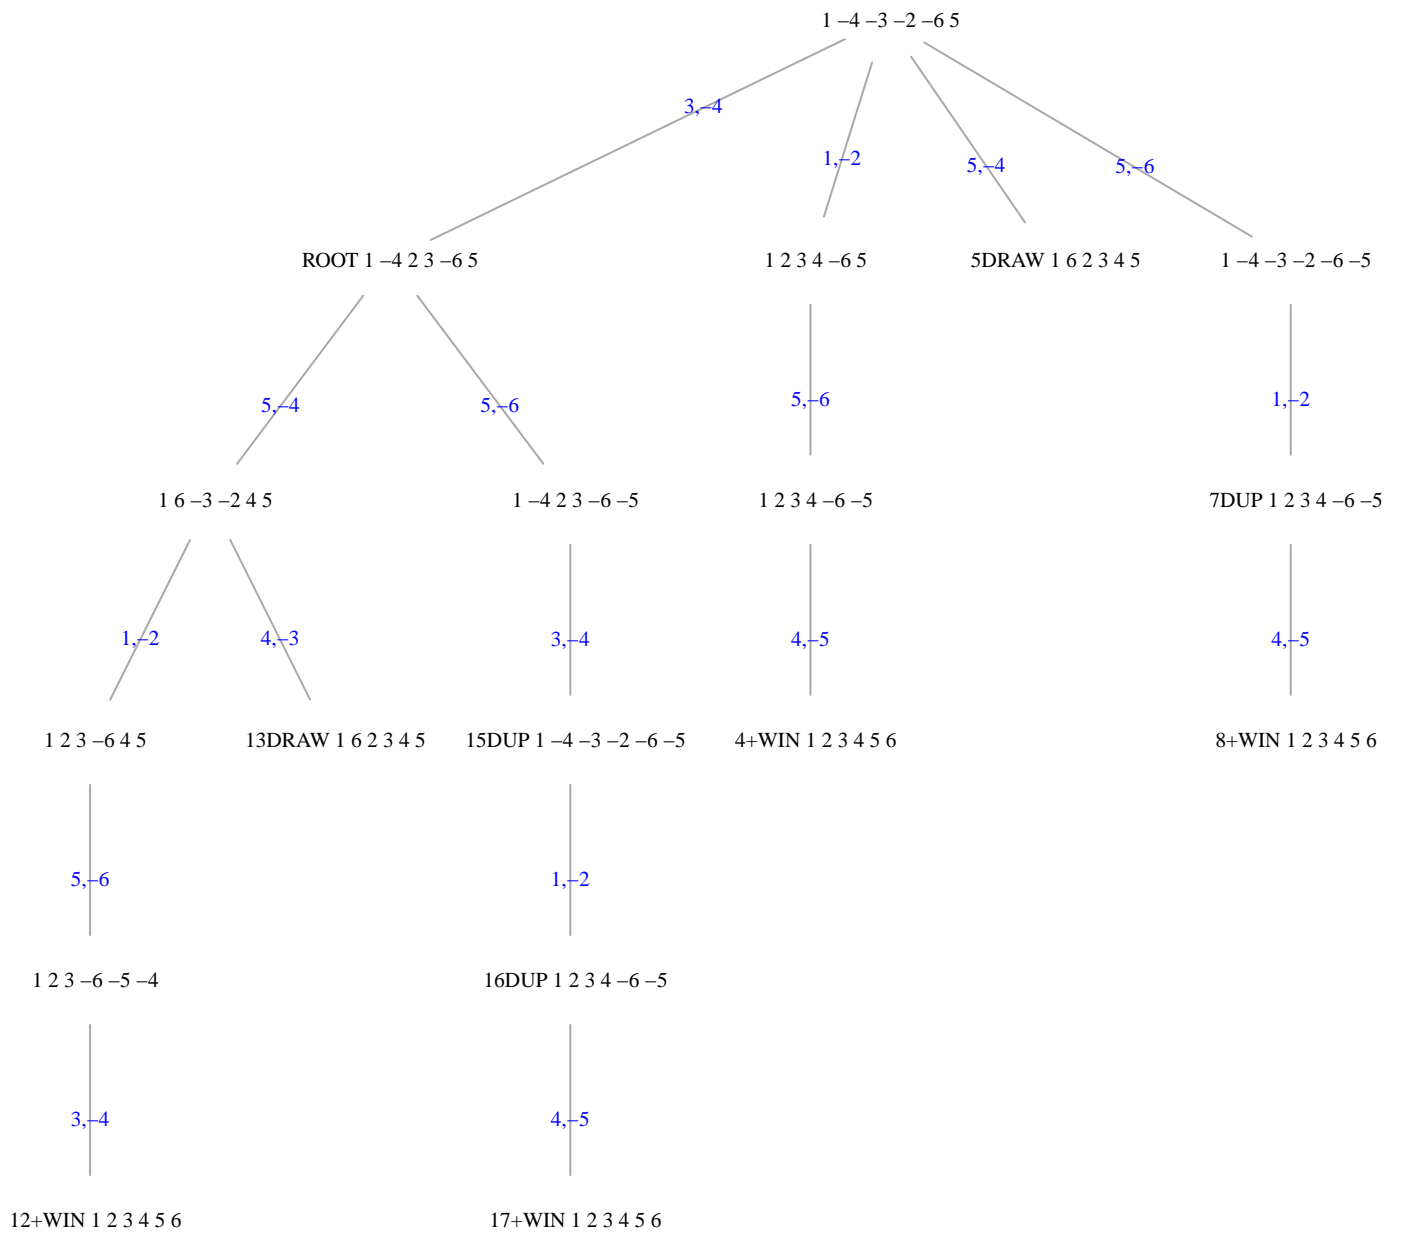 1 –4 –3 –2 –6 5
3,–4
1,–2
5,–4
5,–6
ROOT 1 –4 2 3 –6 5
1 2 3 4 –6 5
5DRAW 1 6 2 3 4 5
1 –4 –3 –2 –6 –5
5,–4
5,–6
5,–6
1,–2
1 6 –3 –2 4 5
1 –4 2 3 –6 –5
1 2 3 4 –6 –5
7DUP 1 2 3 4 –6 –5
1,–2
4,–3
3,–4
4,–5
4,–5
1 2 3 –6 4 5
13DRAW 1 6 2 3 4 5
15DUP 1 –4 –3 –2 –6 –5
4+WIN 1 2 3 4 5 6
8+WIN 1 2 3 4 5 6
5,–6
1,–2
1 2 3 –6 –5 –4
16DUP 1 2 3 4 –6 –5
3,–4
4,–5
12+WIN 1 2 3 4 5 6
17+WIN 1 2 3 4 5 6